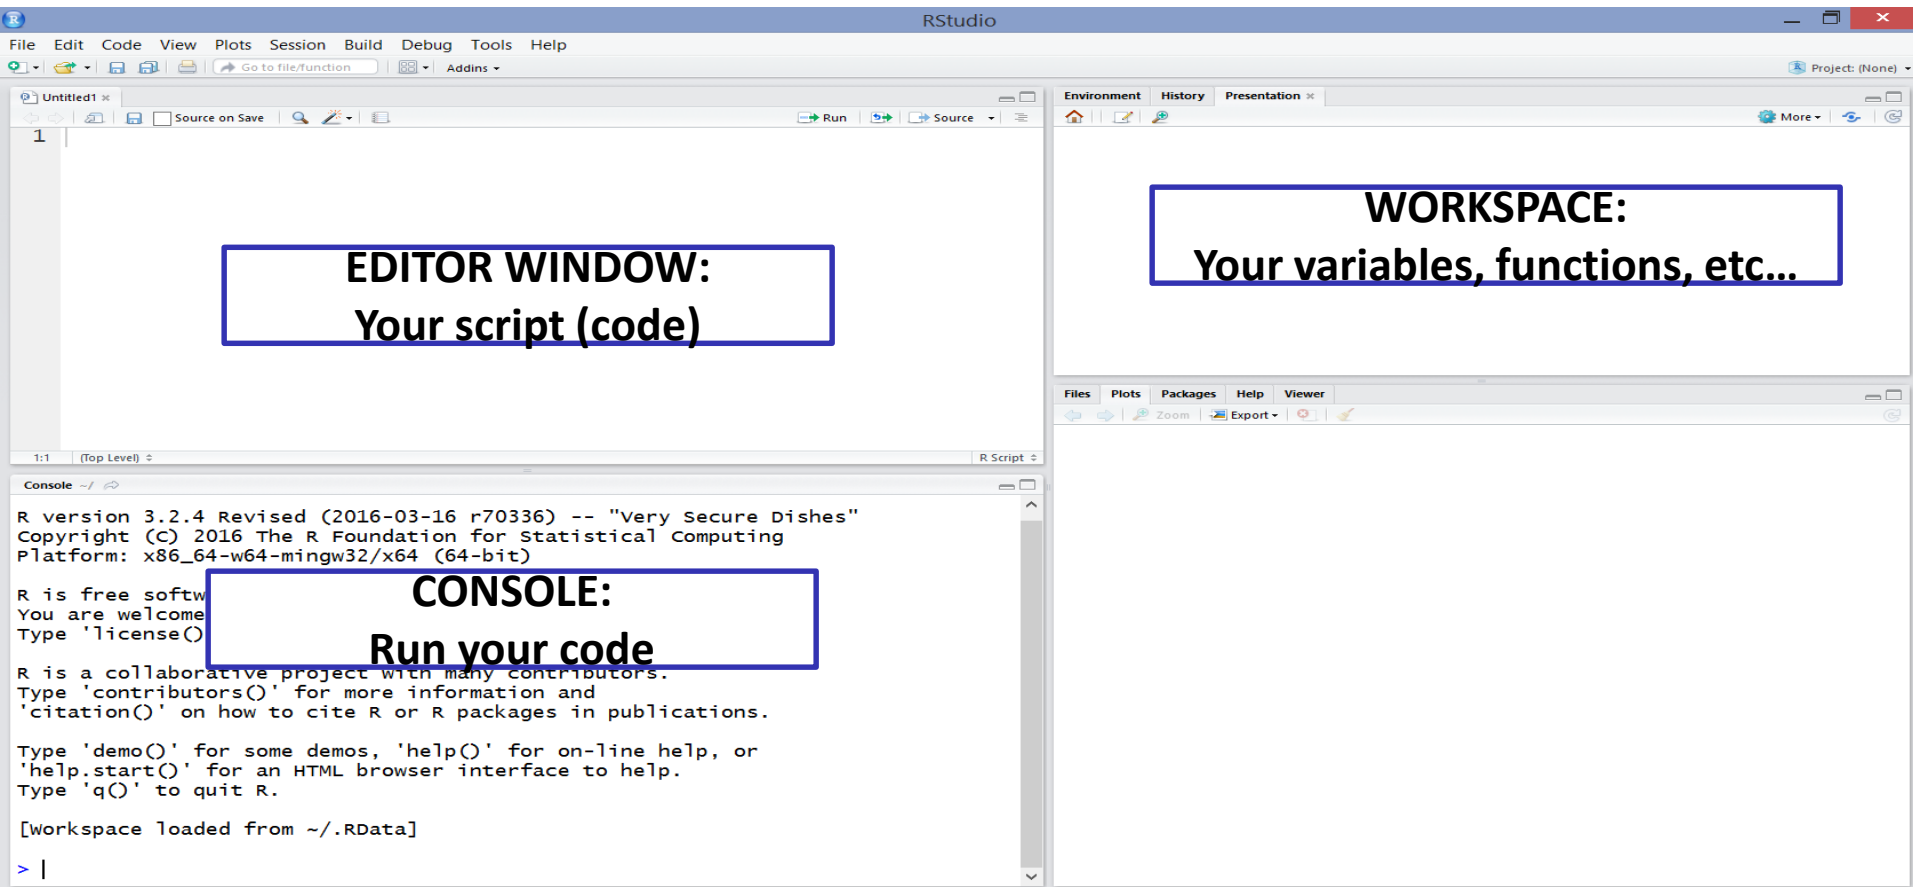 R
RStudio
File Edit Code View Plots Session Build Debug Tools Help
Go to file/function
Addins
Project: (None)
Untitled1
Source on Save
Run
Source
1
EDITOR WINDOW:
Your script (code)
1:1 (Top Level)
R Script
Environment History Presentation
More
WORKSPACE:
Your variables, functions, etc...
Files Plots Packages Help Viewer
Zoom Export
Console ~/
R version 3.2.4 Revised (2016-03-16 r70336) -- "Very Secure Dishes"
Copyright (C) 2016 The R Foundation for Statistical Computing
Platform: x86_64-w64-mingw32/x64 (64-bit)
R is free softw
You are welcome
Type 'license()
CONSOLE:
Run your code
R is a collaborative project with many contributors.
Type 'contributors()' for more information and
'citation()' on how to cite R or R packages in publications.
Type 'demo()' for some demos, 'help()' for on-line help, or
'help.start()' for an HTML browser interface to help.
Type 'q()' to quit R.
[Workspace loaded from ~/.RData]
>